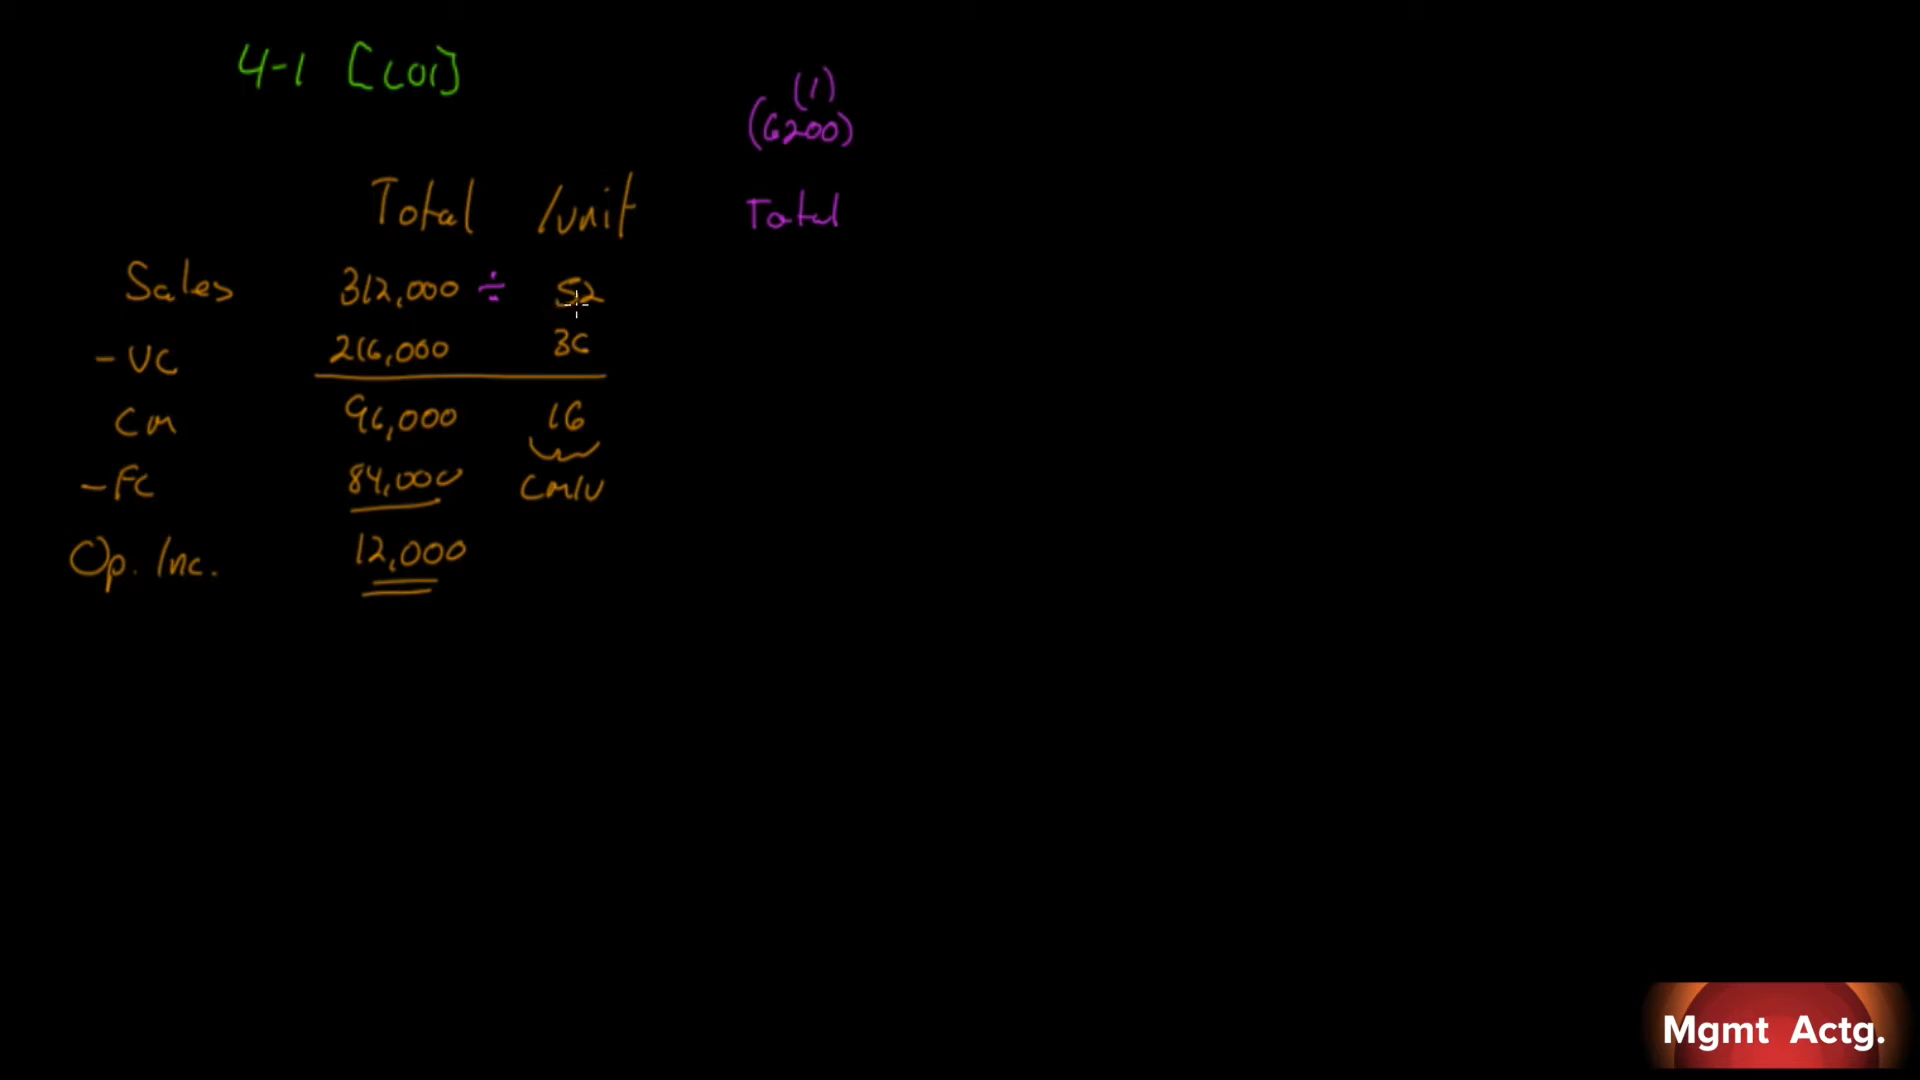 4-1 [LO1]
(1)
(6200)
Total /unit Total
Sales 312,000 ÷ 52
- VC 216,000 36
CM 96,000 16
- FC 84,000 CM/U
Op. Inc. 12,000
Mgmt Actg.